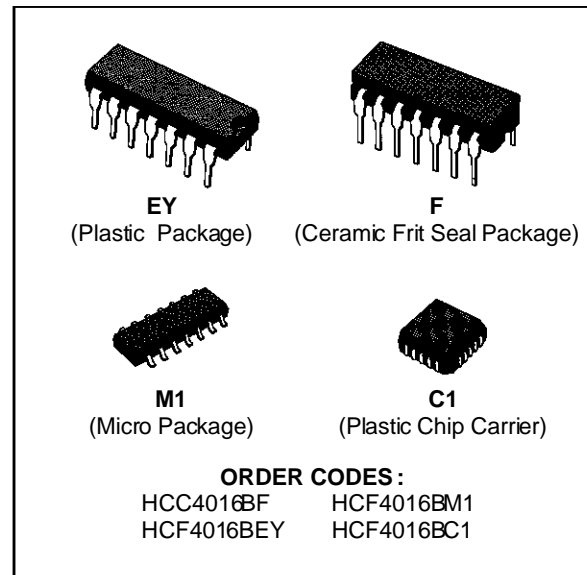 EY
(Plastic Package)
F
(Ceramic Frit Seal Package)
M1
(Micro Package)
C1
(Plastic Chip Carrier)
ORDER CODES :
HCC4016BF HCF4016BM1
HCF4016BEY HCF4016BC1